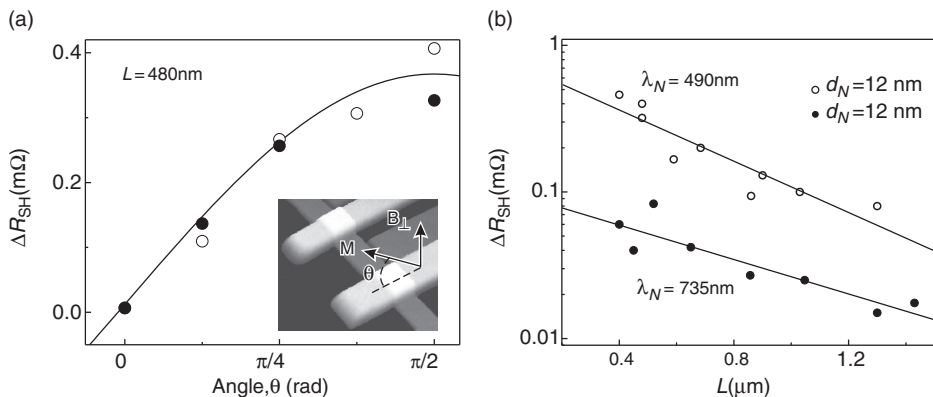 (a)
0.4
0.2
0.0
ΔR_SH(mΩ)
L = 480nm
B⊥
M
θ
0
π/4
π/2
Angle,θ (rad)
(b)
1
0.1
0.01
ΔR_SH(mΩ)
λ_N = 490nm
d_N=12 nm
d_N=12 nm
λ_N = 735nm
0.4
0.8
1.2
L(μm)